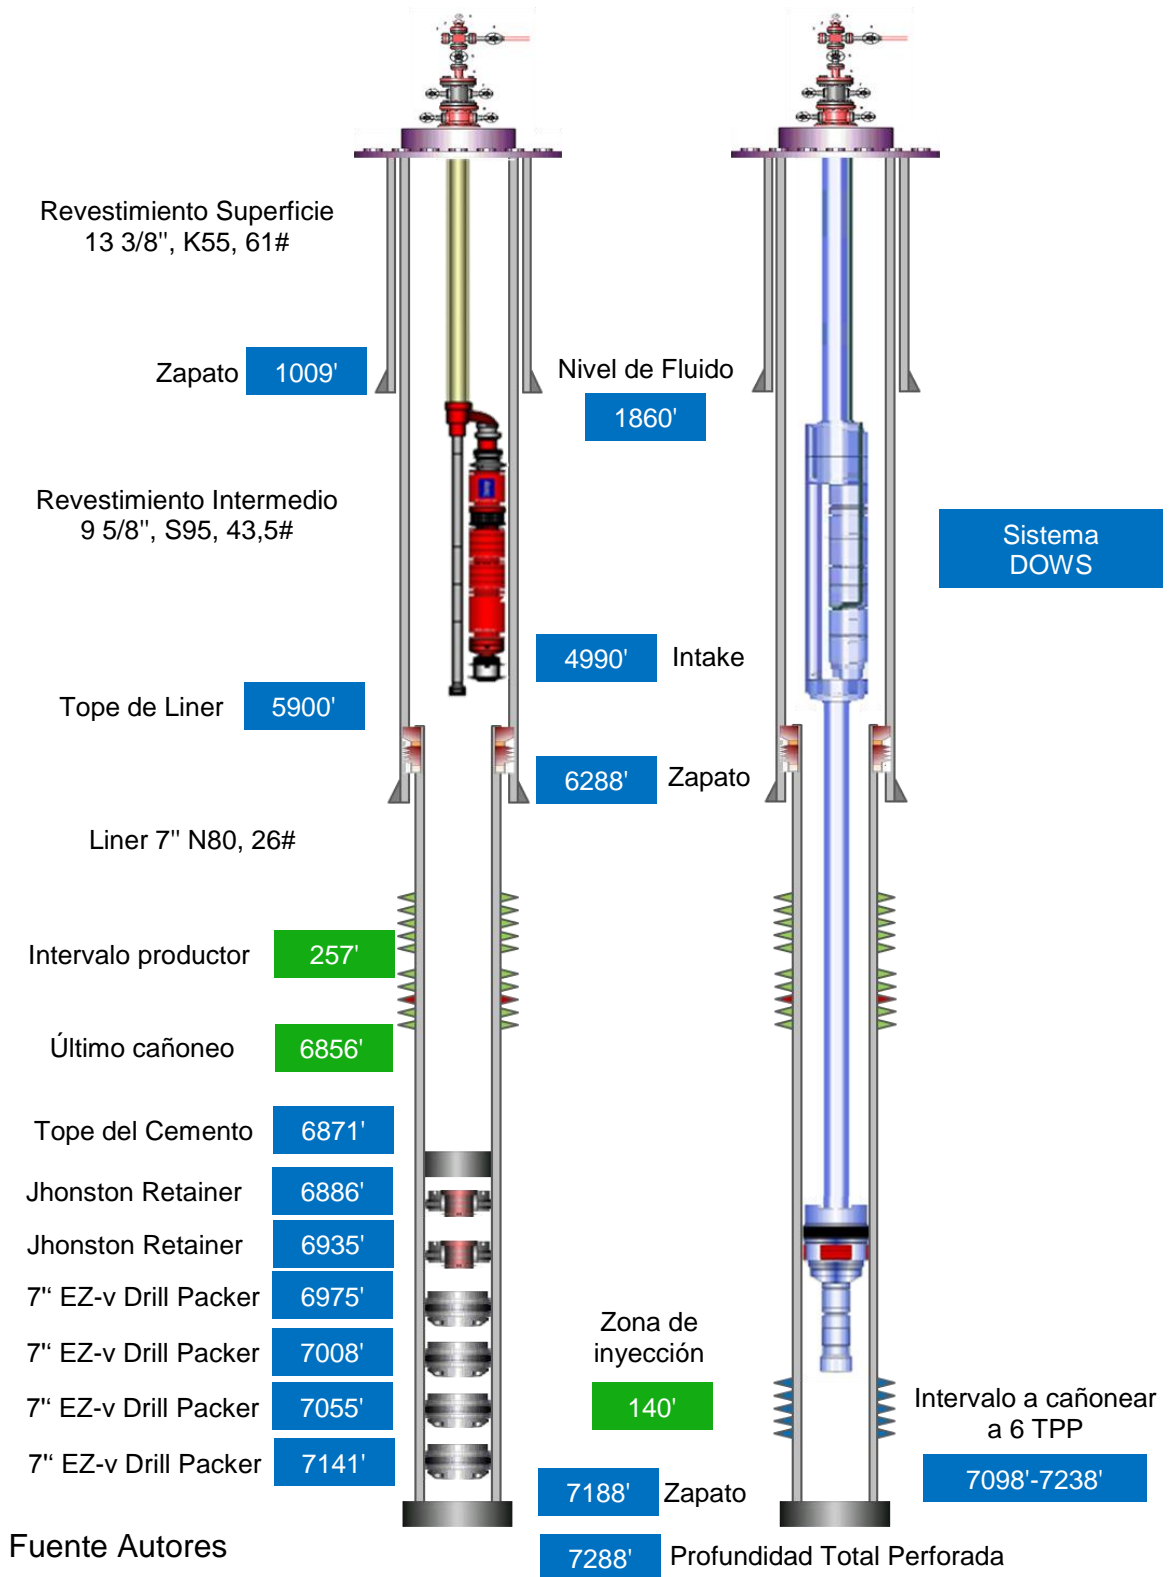 Revestimiento Superficie
13 3/8", K55, 61#
Zapato 1009'
Nivel de Fluido
1860'
Revestimiento Intermedio
9 5/8", S95, 43,5#
Sistema
DOWS
4990' Intake
Tope de Liner 5900'
6288' Zapato
Liner 7" N80, 26#
Intervalo productor 257'
Último cañoneo 6856'
Tope del Cemento 6871'
Jhonston Retainer 6886'
Jhonston Retainer 6935'
7" EZ-v Drill Packer 6975'
7" EZ-v Drill Packer 7008'
7" EZ-v Drill Packer 7055'
7" EZ-v Drill Packer 7141'
Zona de
inyección
140'
Intervalo a cañonear
a 6 TPP
7098'-7238'
7188' Zapato
7288' Profundidad Total Perforada
Fuente Autores